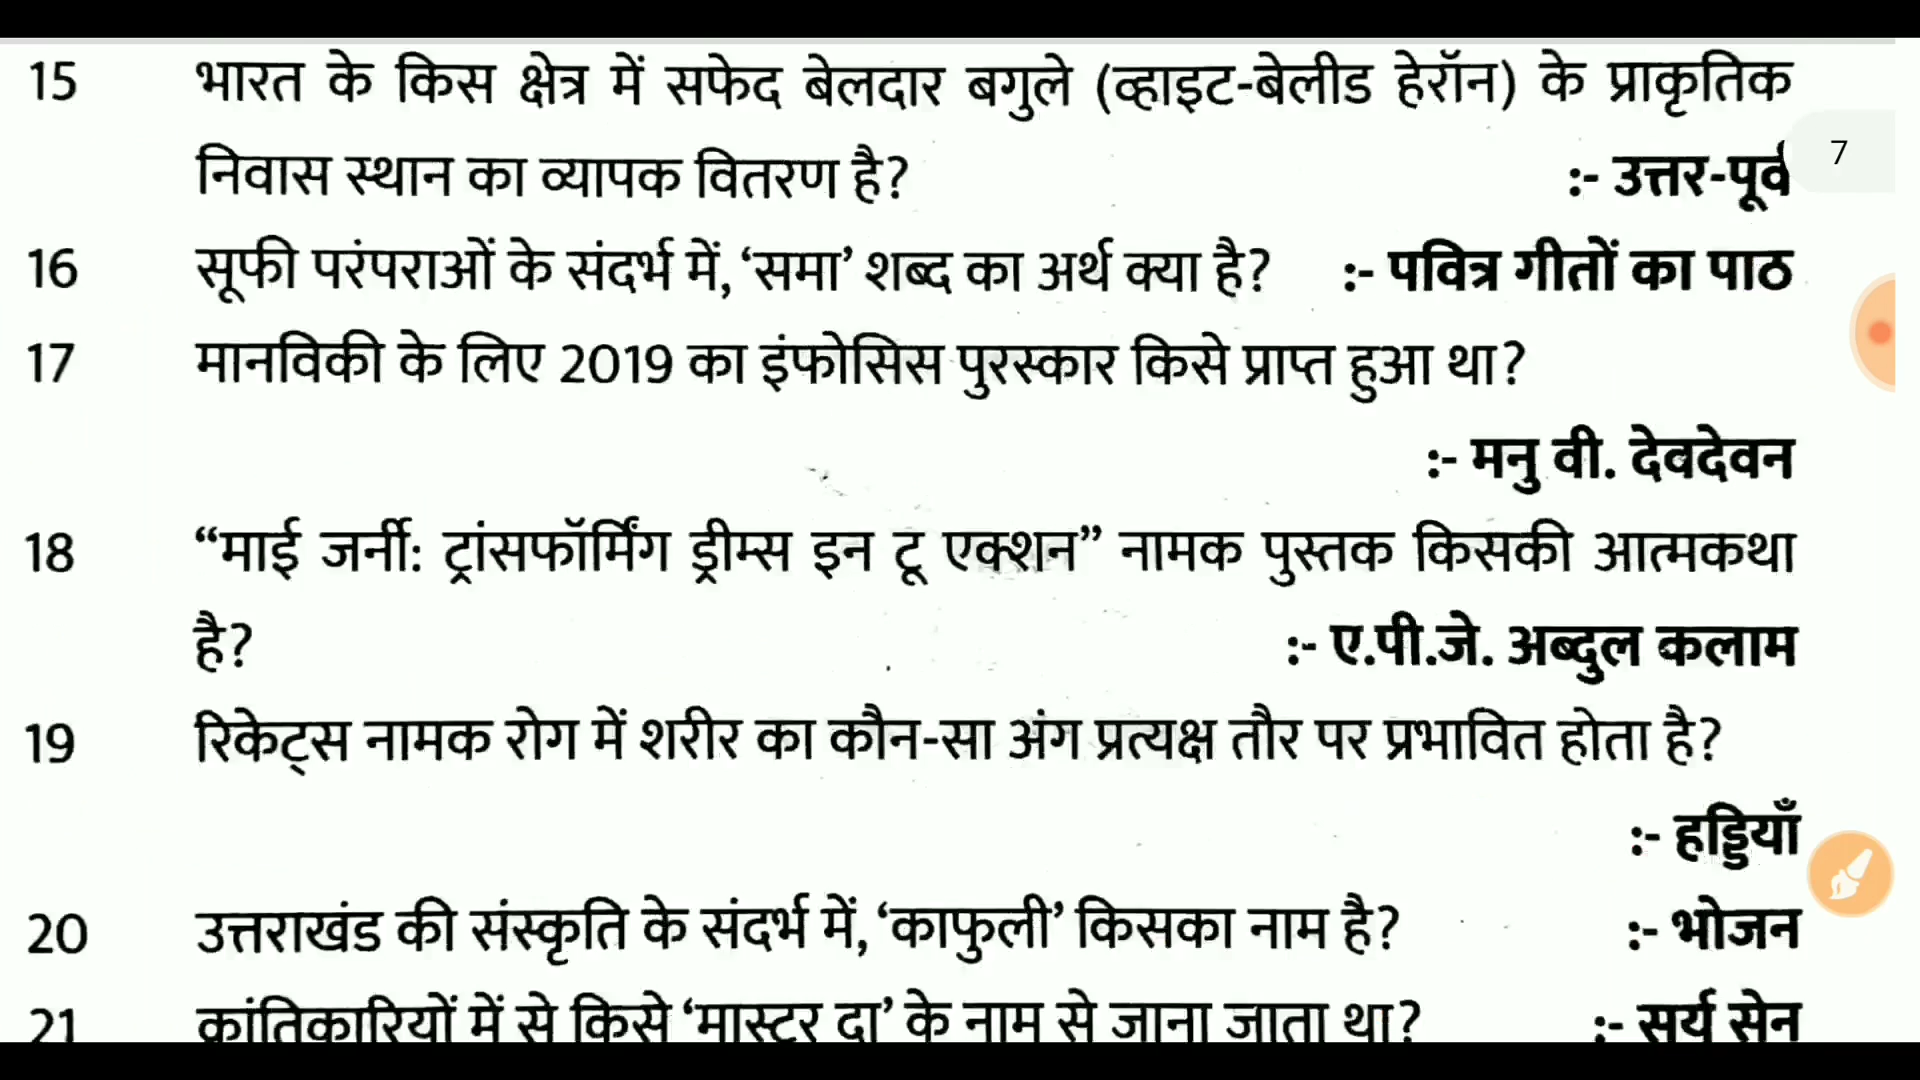 15 भारत के किस क्षेत्र में सफेद बेलदार बगुले (व्हाइट-बेलीड हेरॉन) के प्राकृतिक
निवास स्थान का व्यापक वितरण है? :- उत्तर-पूर्व
7
16 सूफी परंपराओं के संदर्भ में, ‘समा’ शब्द का अर्थ क्या है? :- पवित्र गीतों का पाठ
17 मानविकी के लिए 2019 का इंफोसिस पुरस्कार किसे प्राप्त हुआ था?
:- मनु वी. देवदेवन
18 “माई जर्नी: ट्रांसफॉर्मिंग ड्रीम्स इन टू एक्शन” नामक पुस्तक किसकी आत्मकथा
है? :- ए.पी.जे. अब्दुल कलाम
19 रिकेट्स नामक रोग में शरीर का कौन-सा अंग प्रत्यक्ष तौर पर प्रभावित होता है?
:- हड्डियाँ
20 उत्तराखंड की संस्कृति के संदर्भ में, ‘काफुली’ किसका नाम है? :- भोजन
21 क्रांतिकारियों में से किसे ‘मास्टर दा’ के नाम से जाना जाता था? :- सूर्य सेन